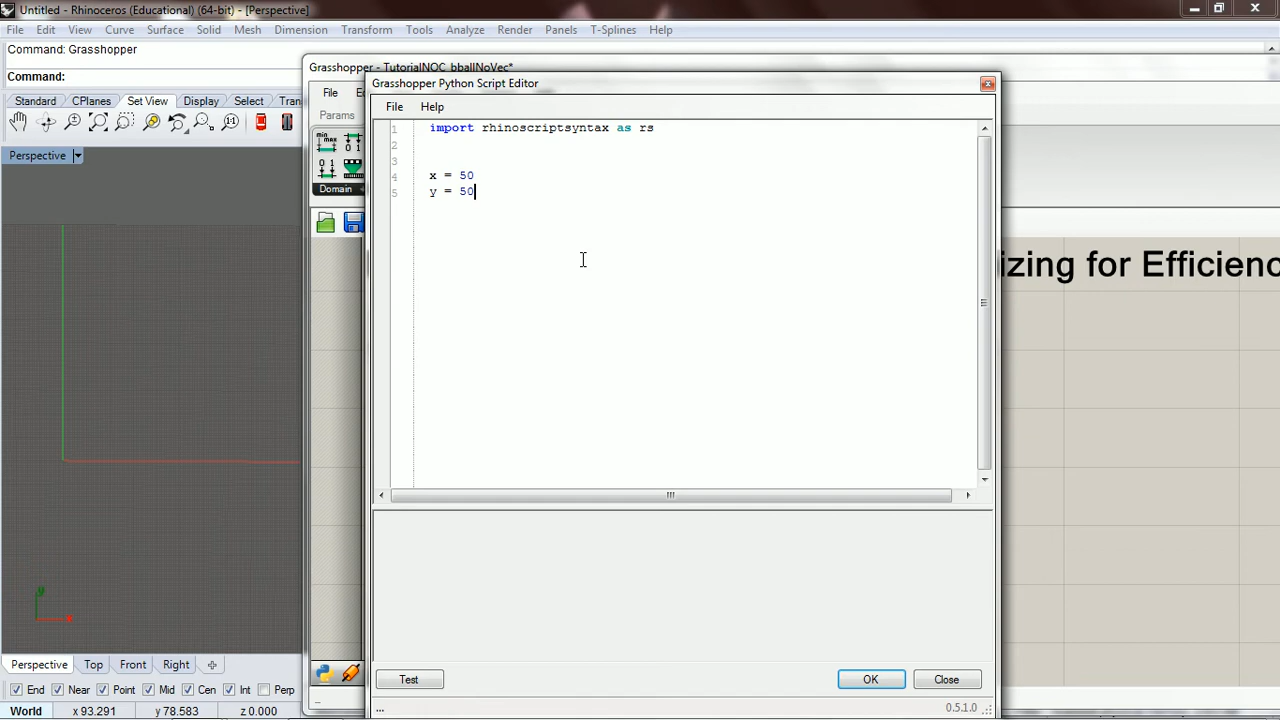 Untitled - Rhinoceros (Educational) (64-bit) - [Perspective]
File Edit View Curve Surface Solid Mesh Dimension Transform Tools Analyze Render Panels T-Splines Help
Command: Grasshopper
Command:
Standard CPlanes Set View Display Select Tran
Perspective
Grasshopper - TutorialNOC_bballNoVec*
File E
Params
Domain
Grasshopper Python Script Editor
File Help
1 import rhinoscriptsyntax as rs
2
3
4 x = 50
5 y = 50
izing for Efficienc
y
x
Test OK Close
... 0.5.1.0
Perspective Top Front Right
End Near Point Mid Cen Int Perp
World x 93.291 y 78.583 z 0.000